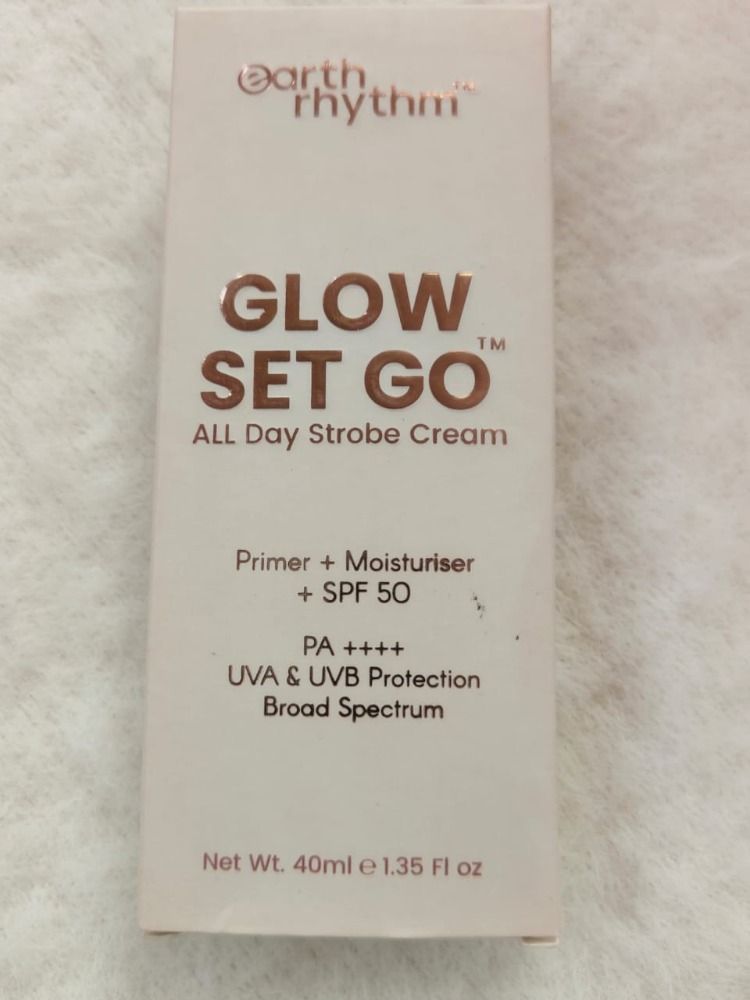 earth
rhythm™
GLOW
SET GO™
ALL Day Strobe Cream
Primer + Moisturiser
+ SPF 50
PA ++++
UVA & UVB Protection
Broad Spectrum
Net Wt. 40ml ℮ 1.35 Fl oz